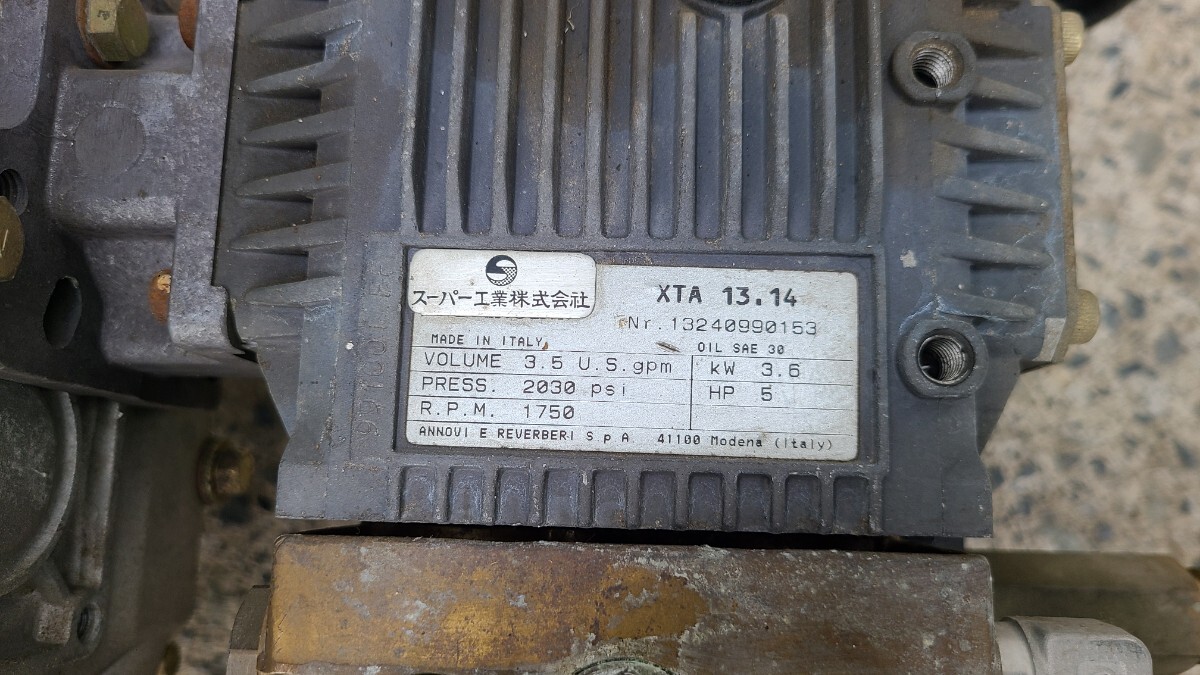 スーパー工業株式会社
XTA 13.14
Nr.13240990153
MADE IN ITALY
OIL SAE 30
VOLUME 3.5 U.S.gpm
kW 3.6
PRESS. 2030 psi
HP 5
R.P.M. 1750
ANNOVI E REVERBERI S p A 41100 Modena (Italy)